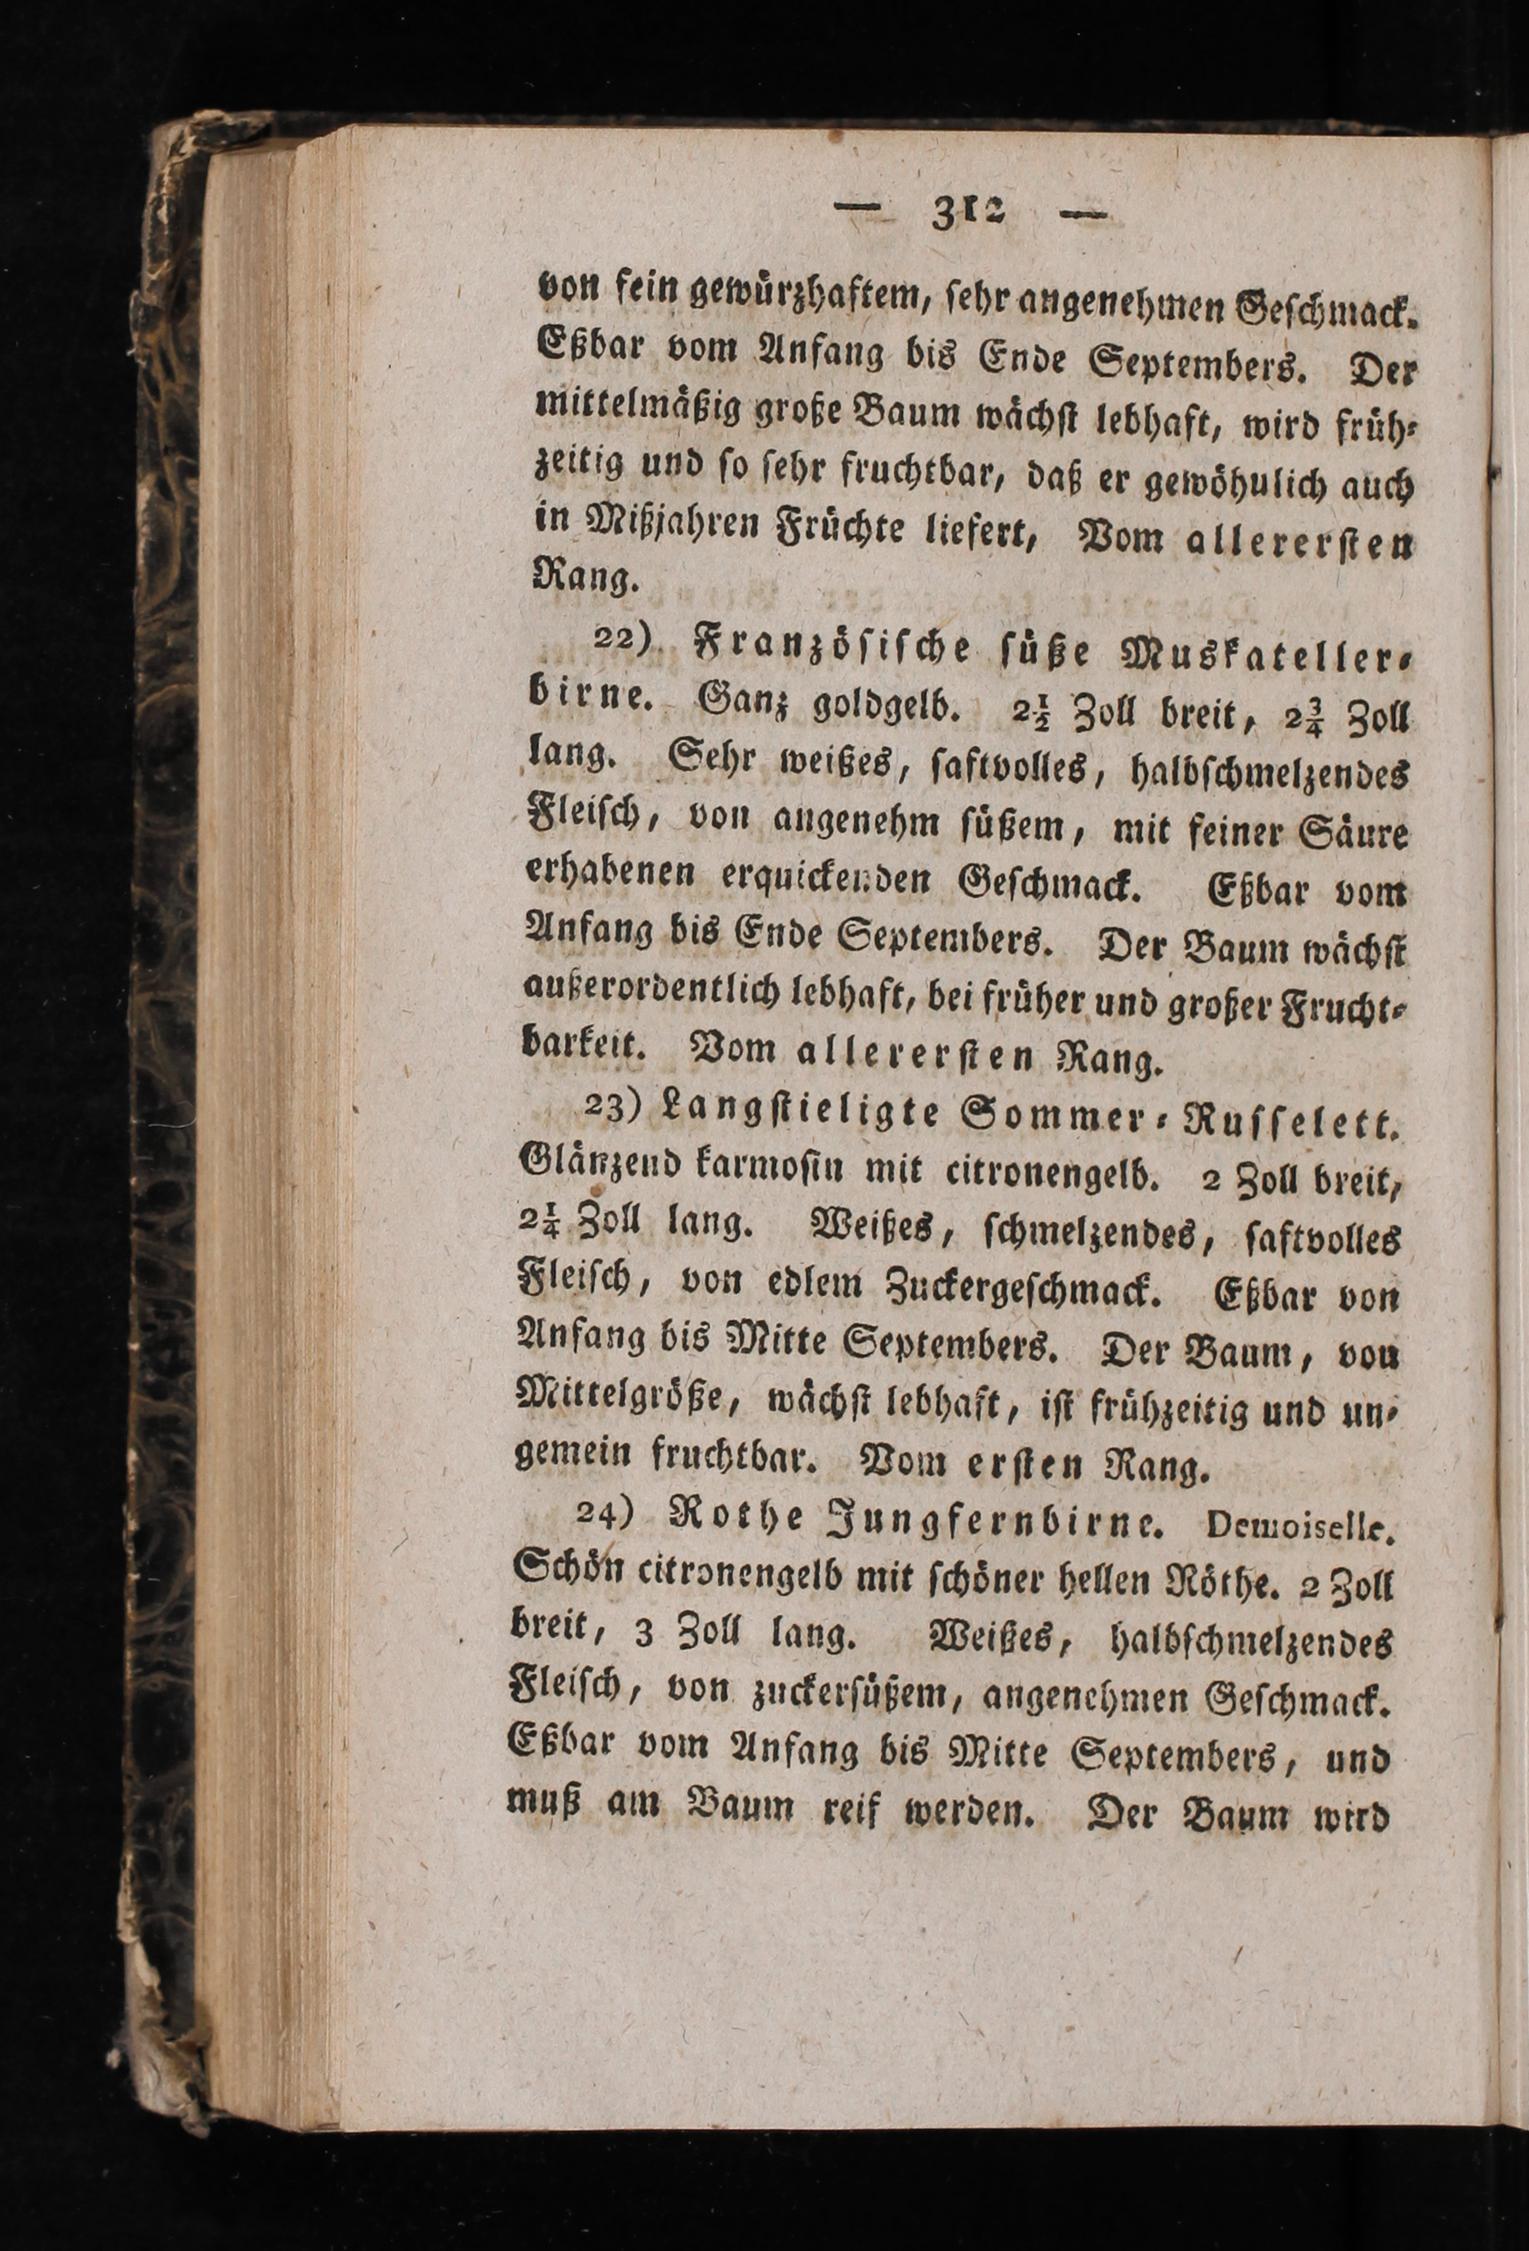 — 312 —
von fein gewürzhaftem, ſehr angenehmen Geſchmack.
Eßbar vom Anfang bis Ende Septembers. Der
mittelmäßig große Baum wächſt lebhaft, wird früh⸗
zeitig und ſo ſehr fruchtbar, daß er gewöhulich auch
in Mißjahren Früchte liefert, Vom allererſten
Rang.
22) Franzöſiſche ſüße Muskateller⸗
birne. Ganz goldgelb. 2½ Zoll breit, 2¾ Zoll
lang. Sehr weißes, ſaftvolles, halbſchmelzendes
Fleiſch, von angenehm ſüßem, mit feiner Säure
erhabenen erquickenden Geſchmack. Eßbar vom
Anfang bis Ende Septembers. Der Baum wächſt
außerordentlich lebhaft, bei früher und großer Frucht⸗
barkeit. Vom allererſten Rang.
23) Langſtieligte Sommer⸗Ruſſelett.
Glänzend karmoſin mit citronengelb. 2 Zoll breit,
2¼ Zoll lang. Weißes, ſchmelzendes, ſaftvolles
Fleiſch, von edlem Zuckergeſchmack. Eßbar von
Anfang bis Mitte Septembers. Der Baum, von
Mittelgröße, wächſt lebhaft, iſt frühzeitig und un⸗
gemein fruchtbar. Vom erſten Rang.
24) Rothe Jungfernbirne. Demoiselle.
Schön citronengelb mit ſchöner hellen Röthe. 2 Zoll
breit, 3 Zoll lang. Weißes, halbſchmelzendes
Fleiſch, von zuckerſüßem, angenehmen Geſchmack.
Eßbar vom Anfang bis Mitte Septembers, und
muß am Baum reif werden. Der Baum wird